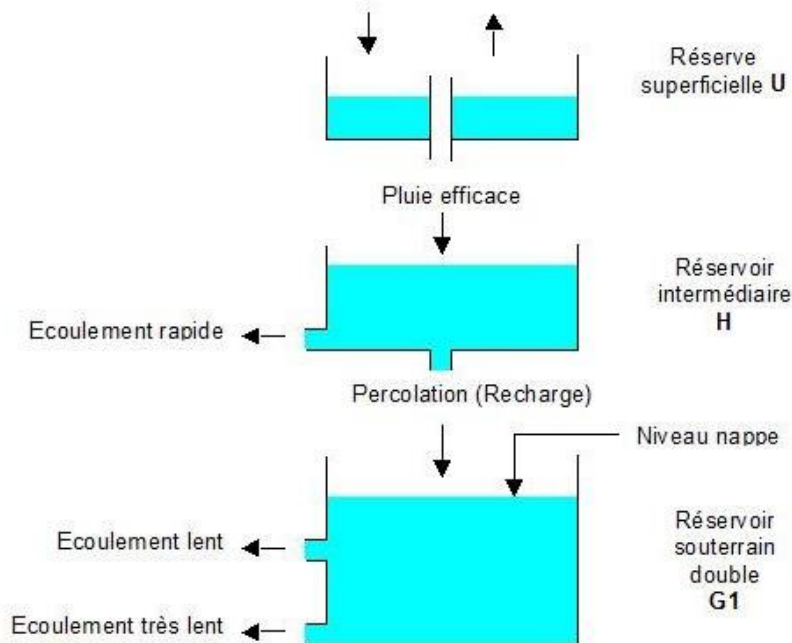 Réserve
superficielle U
Pluie efficace
Réservoir
intermédiaire
H
Ecoulement rapide
Percolation (Recharge)
Niveau nappe
Ecoulement lent
Réservoir
souterrain
double
G1
Ecoulement très lent